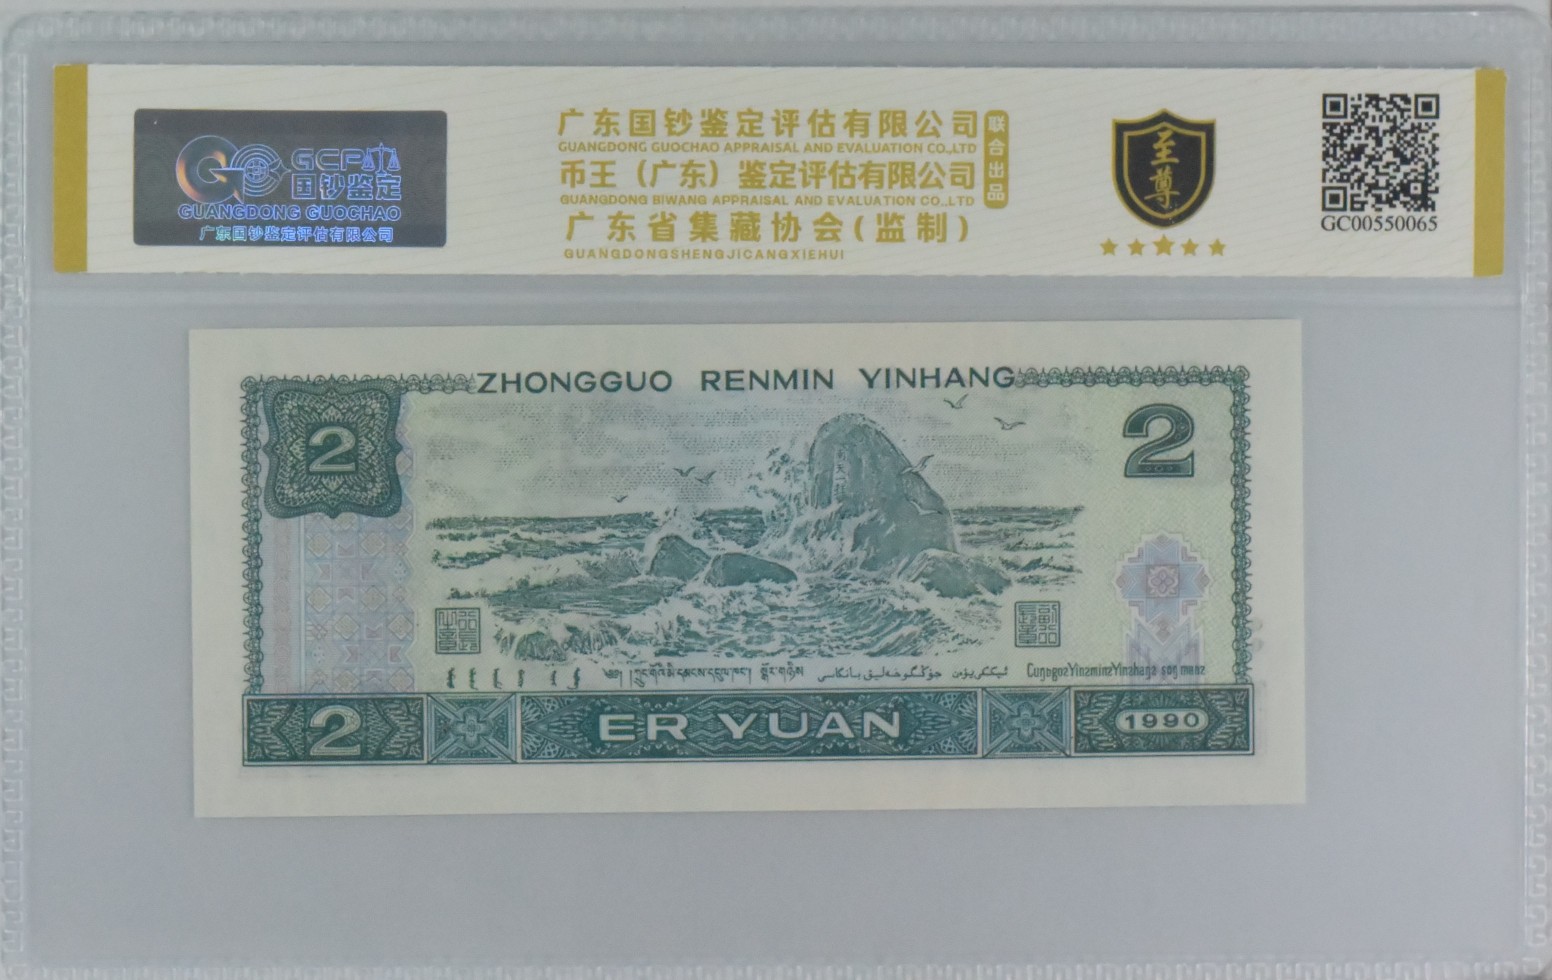 GCP
国钞鉴定
GUANGDONG GUOCHAO
广东国钞鉴定评估有限公司
广东国钞鉴定评估有限公司
GUANGDONG GUOCHAO APPRAISAL AND EVALUATION CO.,LTD
币王（广东）鉴定评估有限公司
GUANGDONG BIWANG APPRAISAL AND EVALUATION CO.,LTD
联合出品
广东省集藏协会(监制)
GUANGDONGSHENGJICANGXIEHUI
至尊
GC00550065
ZHONGGUO RENMIN YINHANG
2
2
2
ER YUAN
1990